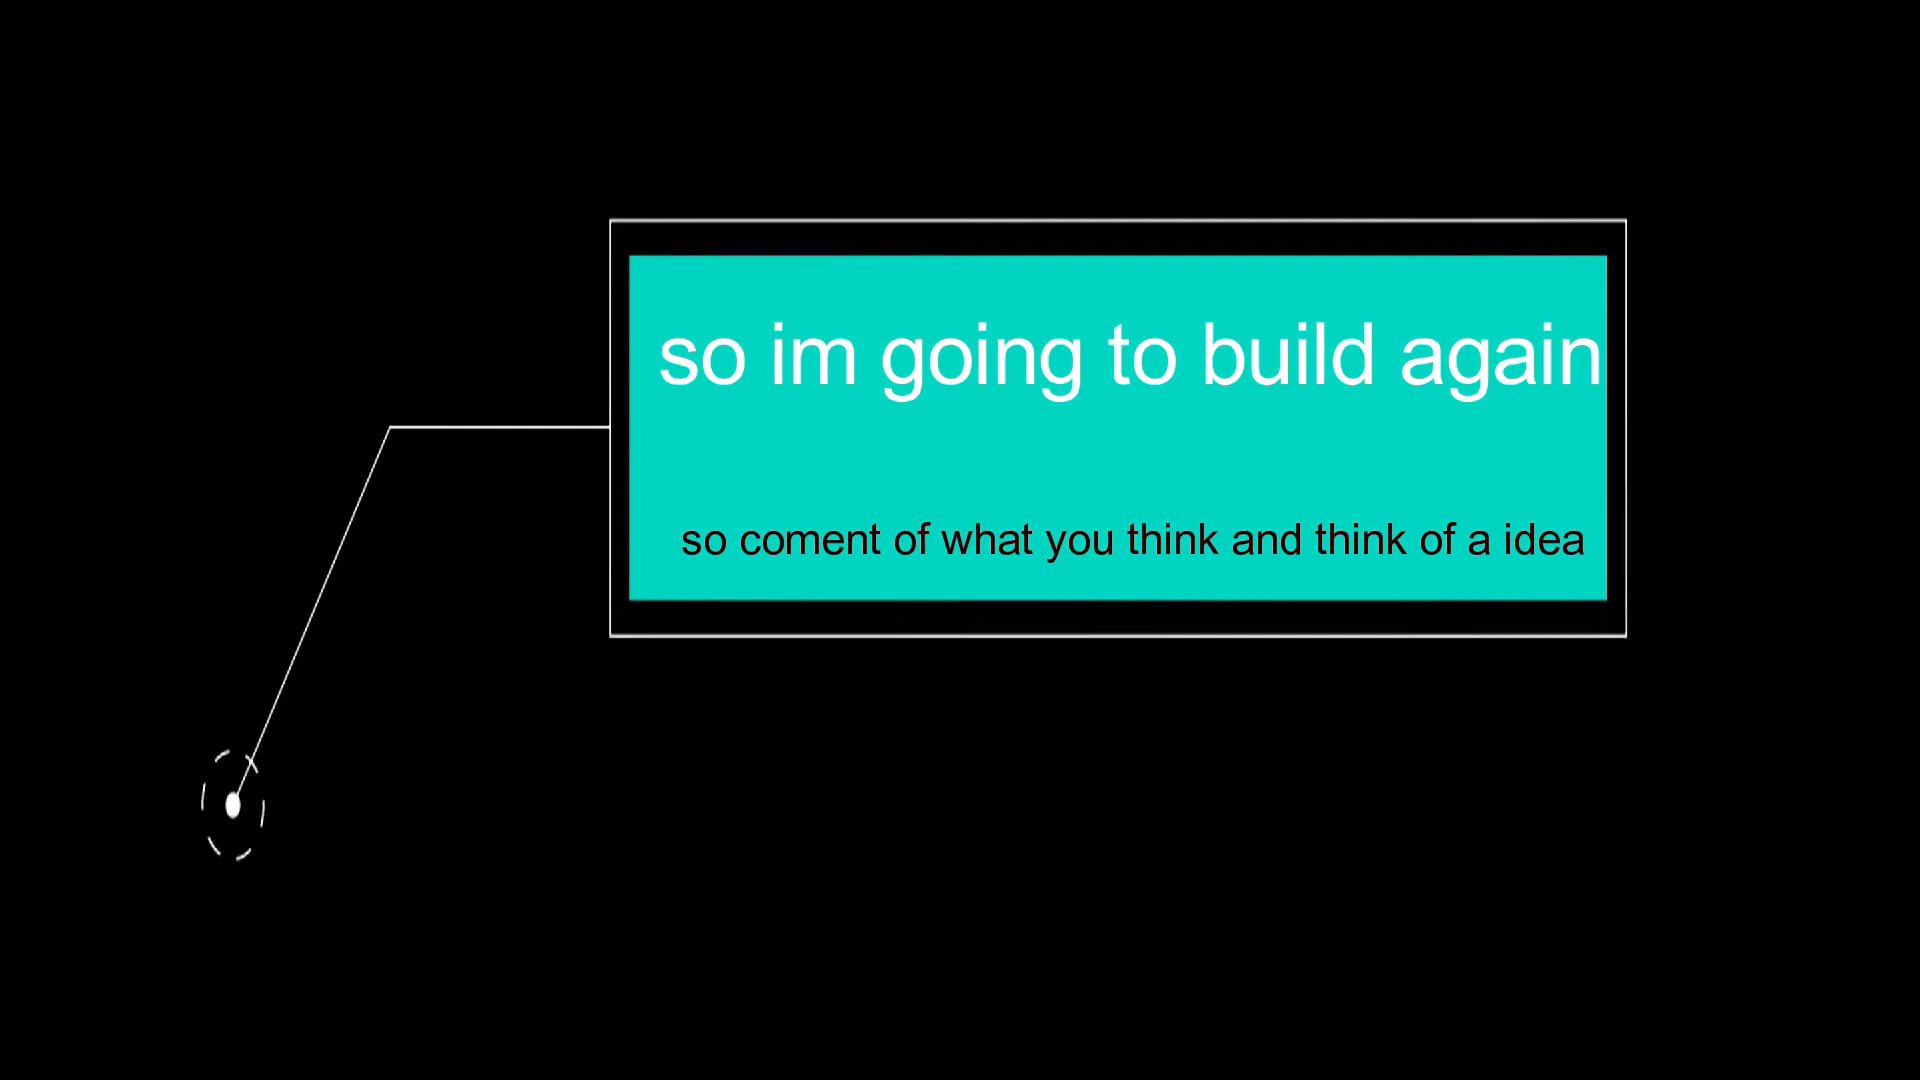 so im going to build again
so coment of what you think and think of a idea